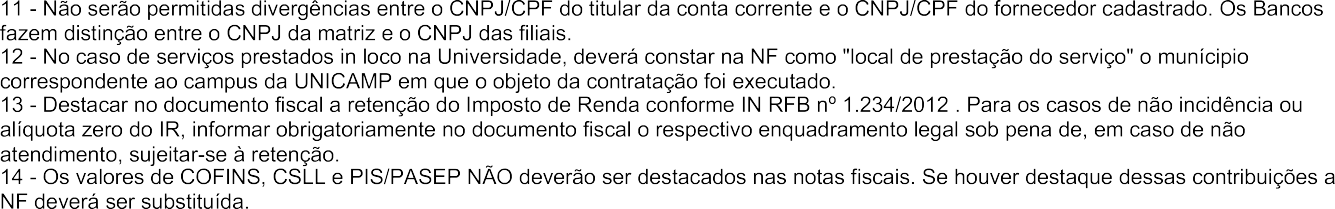 11 - Não serão permitidas divergências entre o CNPJ/CPF do titular da conta corrente e o CNPJ/CPF do fornecedor cadastrado. Os Bancos
fazem distinção entre o CNPJ da matriz e o CNPJ das filiais.
12 - No caso de serviços prestados in loco na Universidade, deverá constar na NF como "local de prestação do serviço" o munícipio
correspondente ao campus da UNICAMP em que o objeto da contratação foi executado.
13 - Destacar no documento fiscal a retenção do Imposto de Renda conforme IN RFB nº 1.234/2012 . Para os casos de não incidência ou
alíquota zero do IR, informar obrigatoriamente no documento fiscal o respectivo enquadramento legal sob pena de, em caso de não
atendimento, sujeitar-se à retenção.
14 - Os valores de COFINS, CSLL e PIS/PASEP NÃO deverão ser destacados nas notas fiscais. Se houver destaque dessas contribuições a
NF deverá ser substituída.